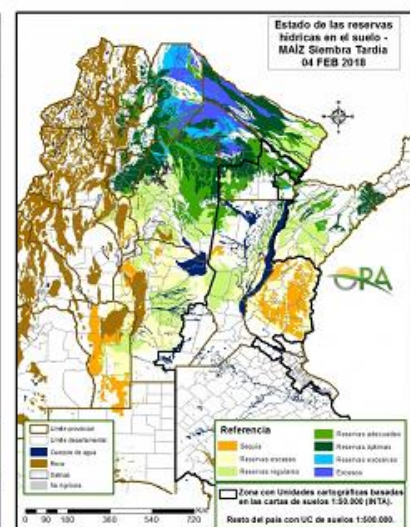 Estado de las reservas
hídricas en el suelo -
MAÍZ Siembra Tardía
04 FEB 2018
ORA
Límite provincial
Límite departamental
Cuerpos de agua
Roca
Salinas
No agrícola
Referencia
Sequía
Reservas escasas
Reservas regulares
Reservas adecuadas
Reservas óptimas
Reservas excesivas
Excesos
Zona con Unidades cartográficas basadas
en las cartas de suelos 1:50.000 (INTA).
Resto del país con UC de suelos 1:500.000.
0 90 180 360 540 720